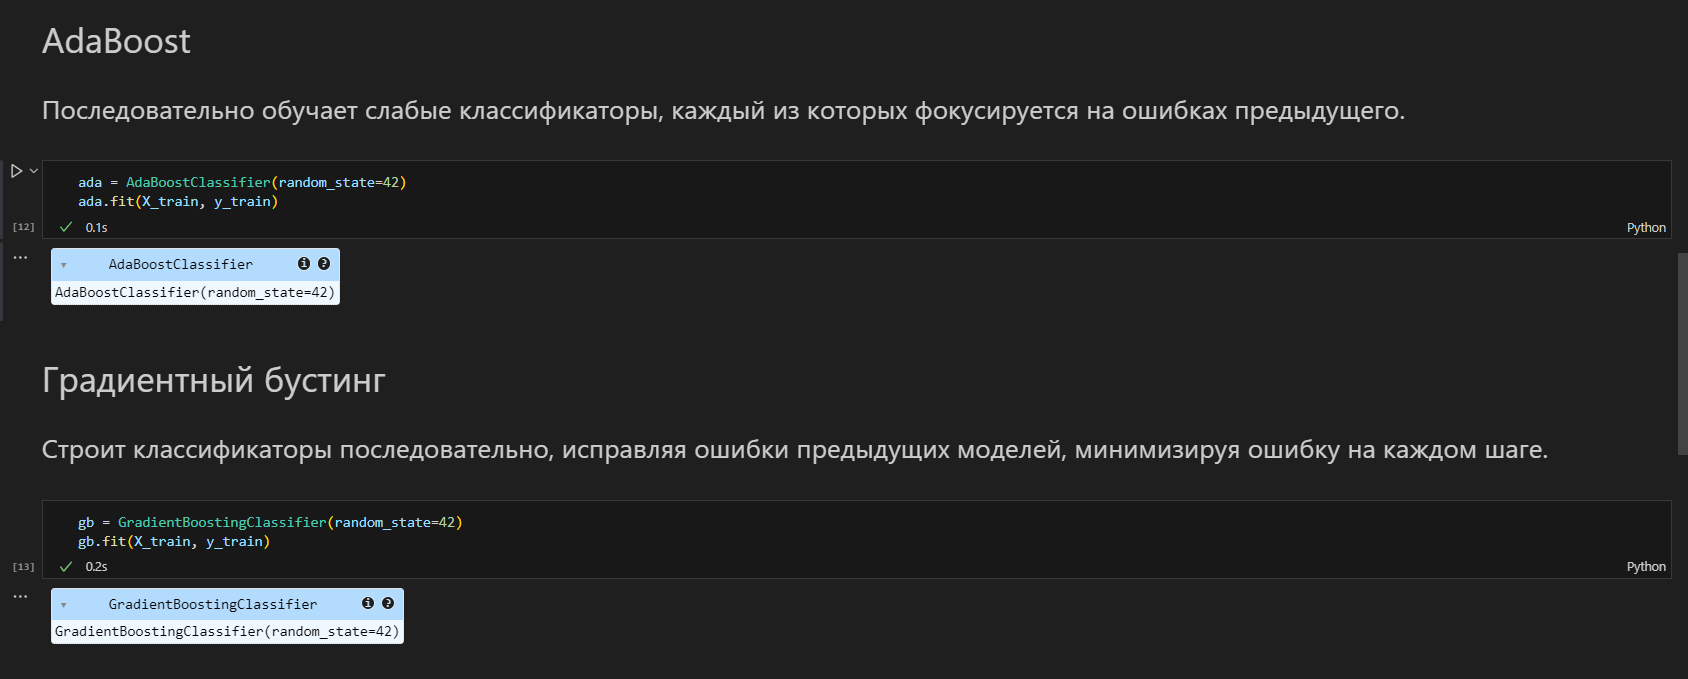 AdaBoost
Последовательно обучает слабые классификаторы, каждый из которых фокусируется на ошибках предыдущего.
ada = AdaBoostClassifier(random_state=42)
ada.fit(X_train, y_train)
[12] 0.1s Python
AdaBoostClassifier
AdaBoostClassifier(random_state=42)
Градиентный бустинг
Строит классификаторы последовательно, исправляя ошибки предыдущих моделей, минимизируя ошибку на каждом шаге.
gb = GradientBoostingClassifier(random_state=42)
gb.fit(X_train, y_train)
[13] 0.2s Python
GradientBoostingClassifier
GradientBoostingClassifier(random_state=42)